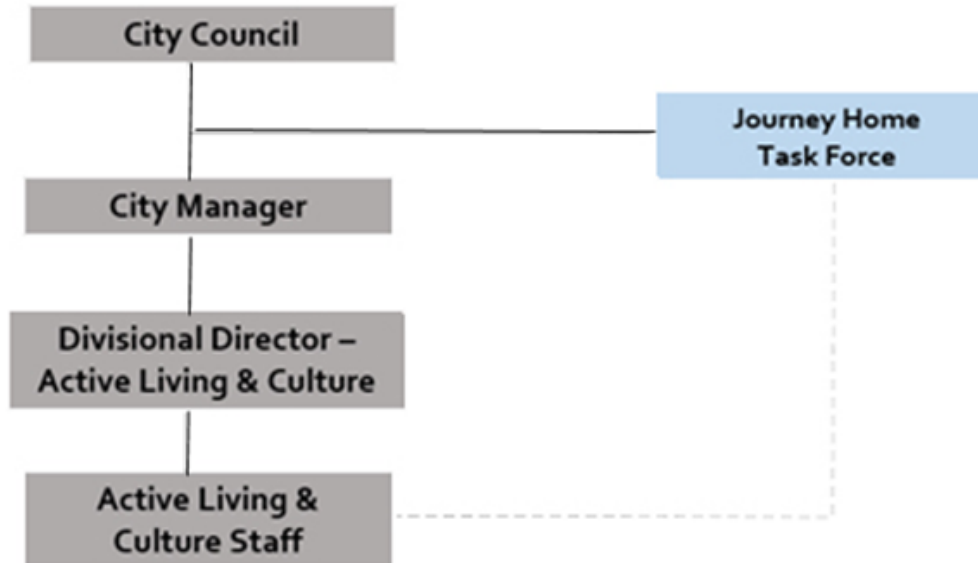 City Council
Journey Home
Task Force
City Manager
Divisional Director –
Active Living & Culture
Active Living &
Culture Staff